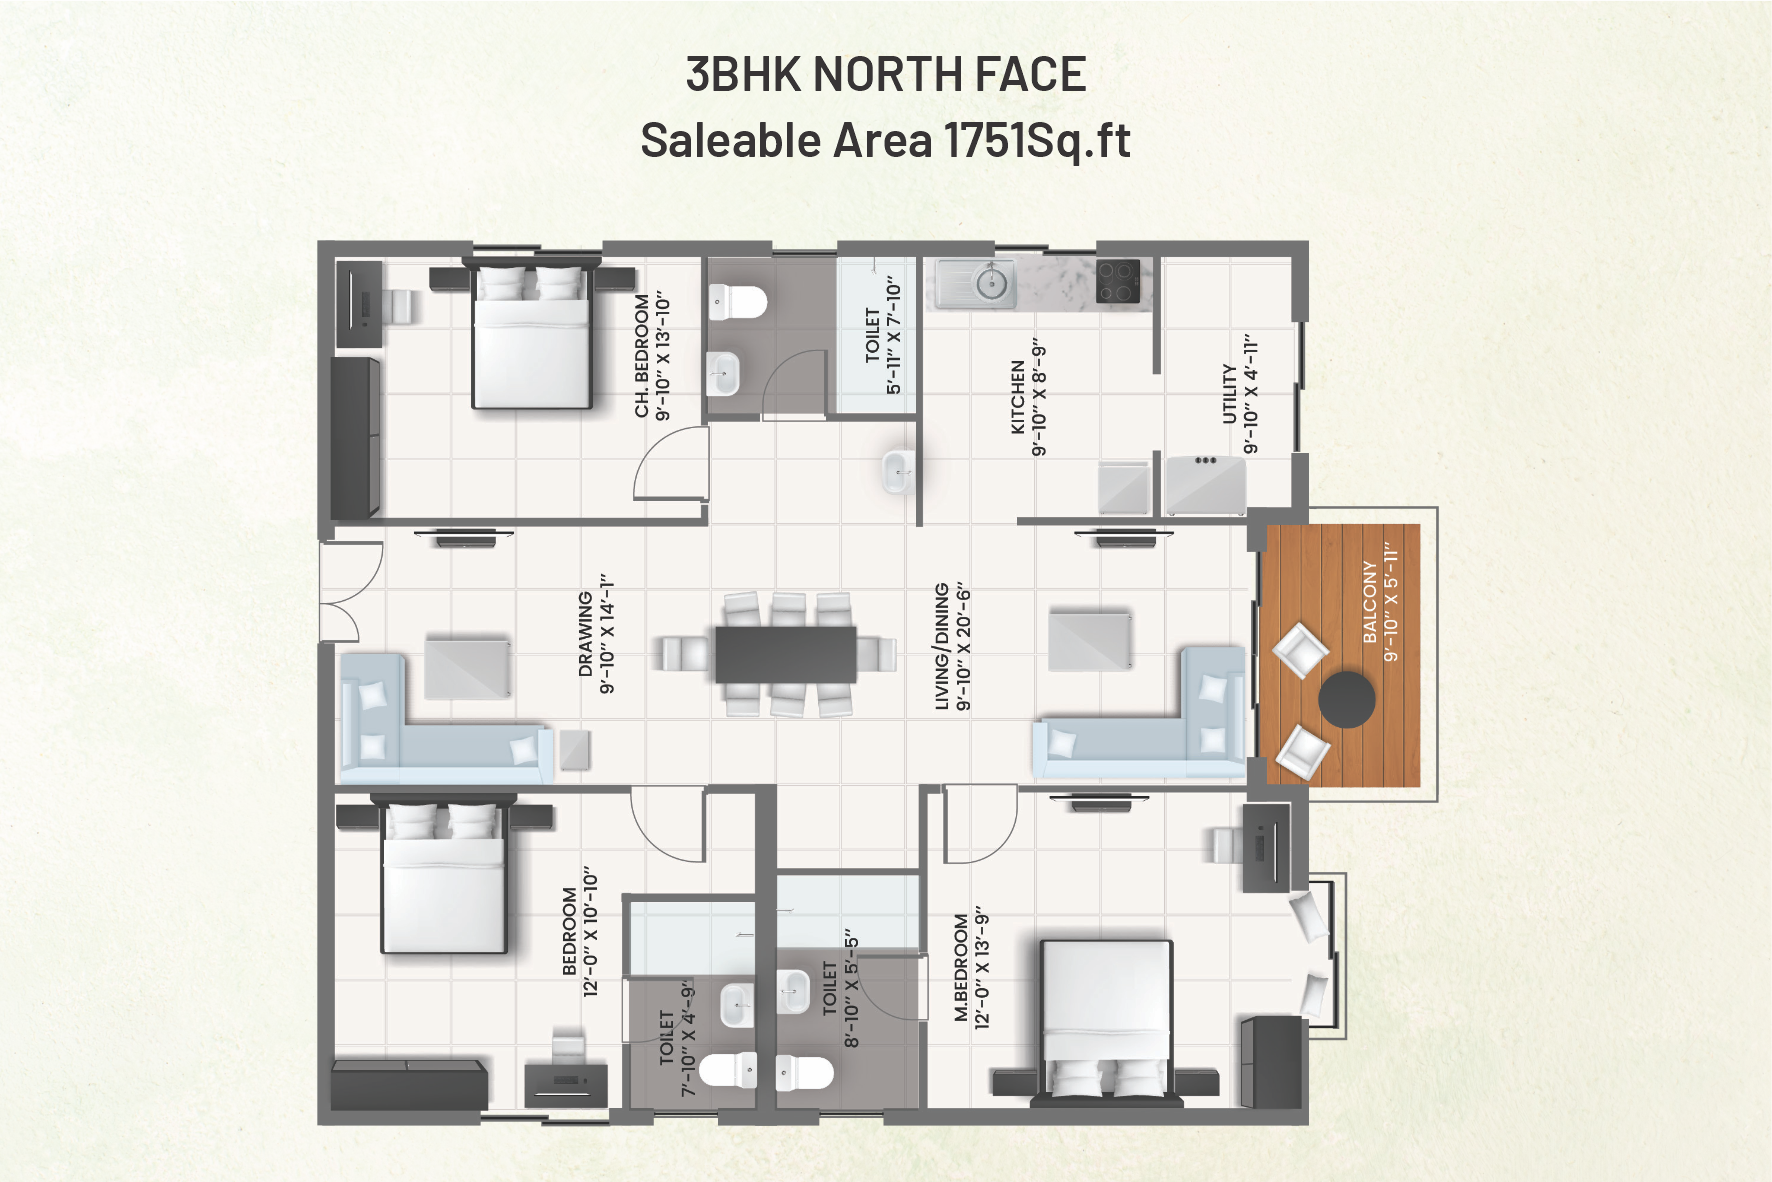 3BHK NORTH FACE
Saleable Area 1751Sq.ft
CH. BEDROOM
9'-10" X 13'-10"
TOILET
5'-11" X 7'-10"
KITCHEN
9'-10" X 8'-9"
UTILITY
9'-10" X 4'-11"
DRAWING
9'-10" X 14'-1"
LIVING/DINING
9'-10" X 20'-6"
BALCONY
9'-10" X 5'-11"
BEDROOM
12'-0" X 10'-10"
TOILET
7'-10" X 4'-9"
TOILET
8'-10" X 5'-5"
M.BEDROOM
12'-0" X 13'-9"